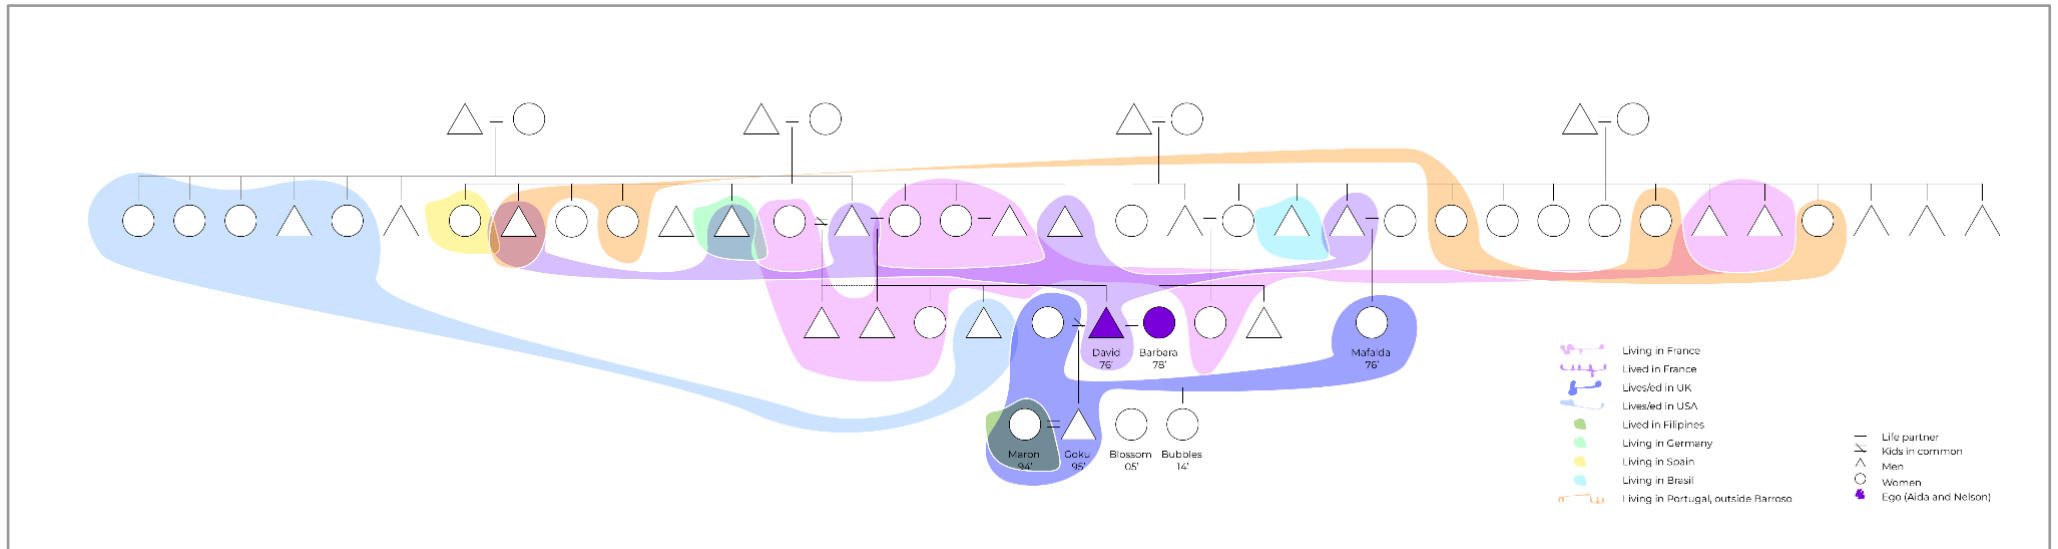 David
76'
Barbara
78'
Mafalda
76'
Maron
94'
Goku
95'
Blossom
05'
Bubbles
14'
Living in France
Lived in France
Lives/ed in UK
Lives/ed in USA
Lived in Filipines
Living in Germany
Living in Spain
Living in Brasil
Living in Portugal, outside Barroso
Life partner
Kids in common
Men
Women
Ego (Aida and Nelson)